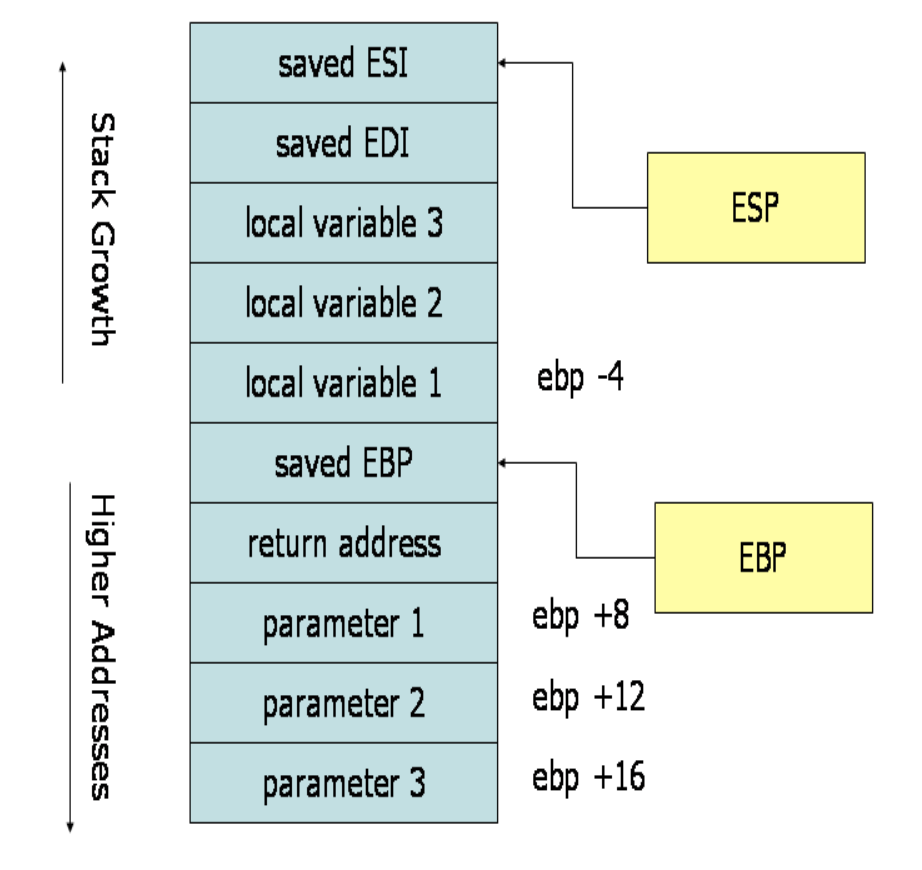 saved ESI
saved EDI
local variable 3
local variable 2
local variable 1
saved EBP
return address
parameter 1
parameter 2
parameter 3
Stack Growth
Higher Addresses
ESP
ebp -4
EBP
ebp +8
ebp +12
ebp +16